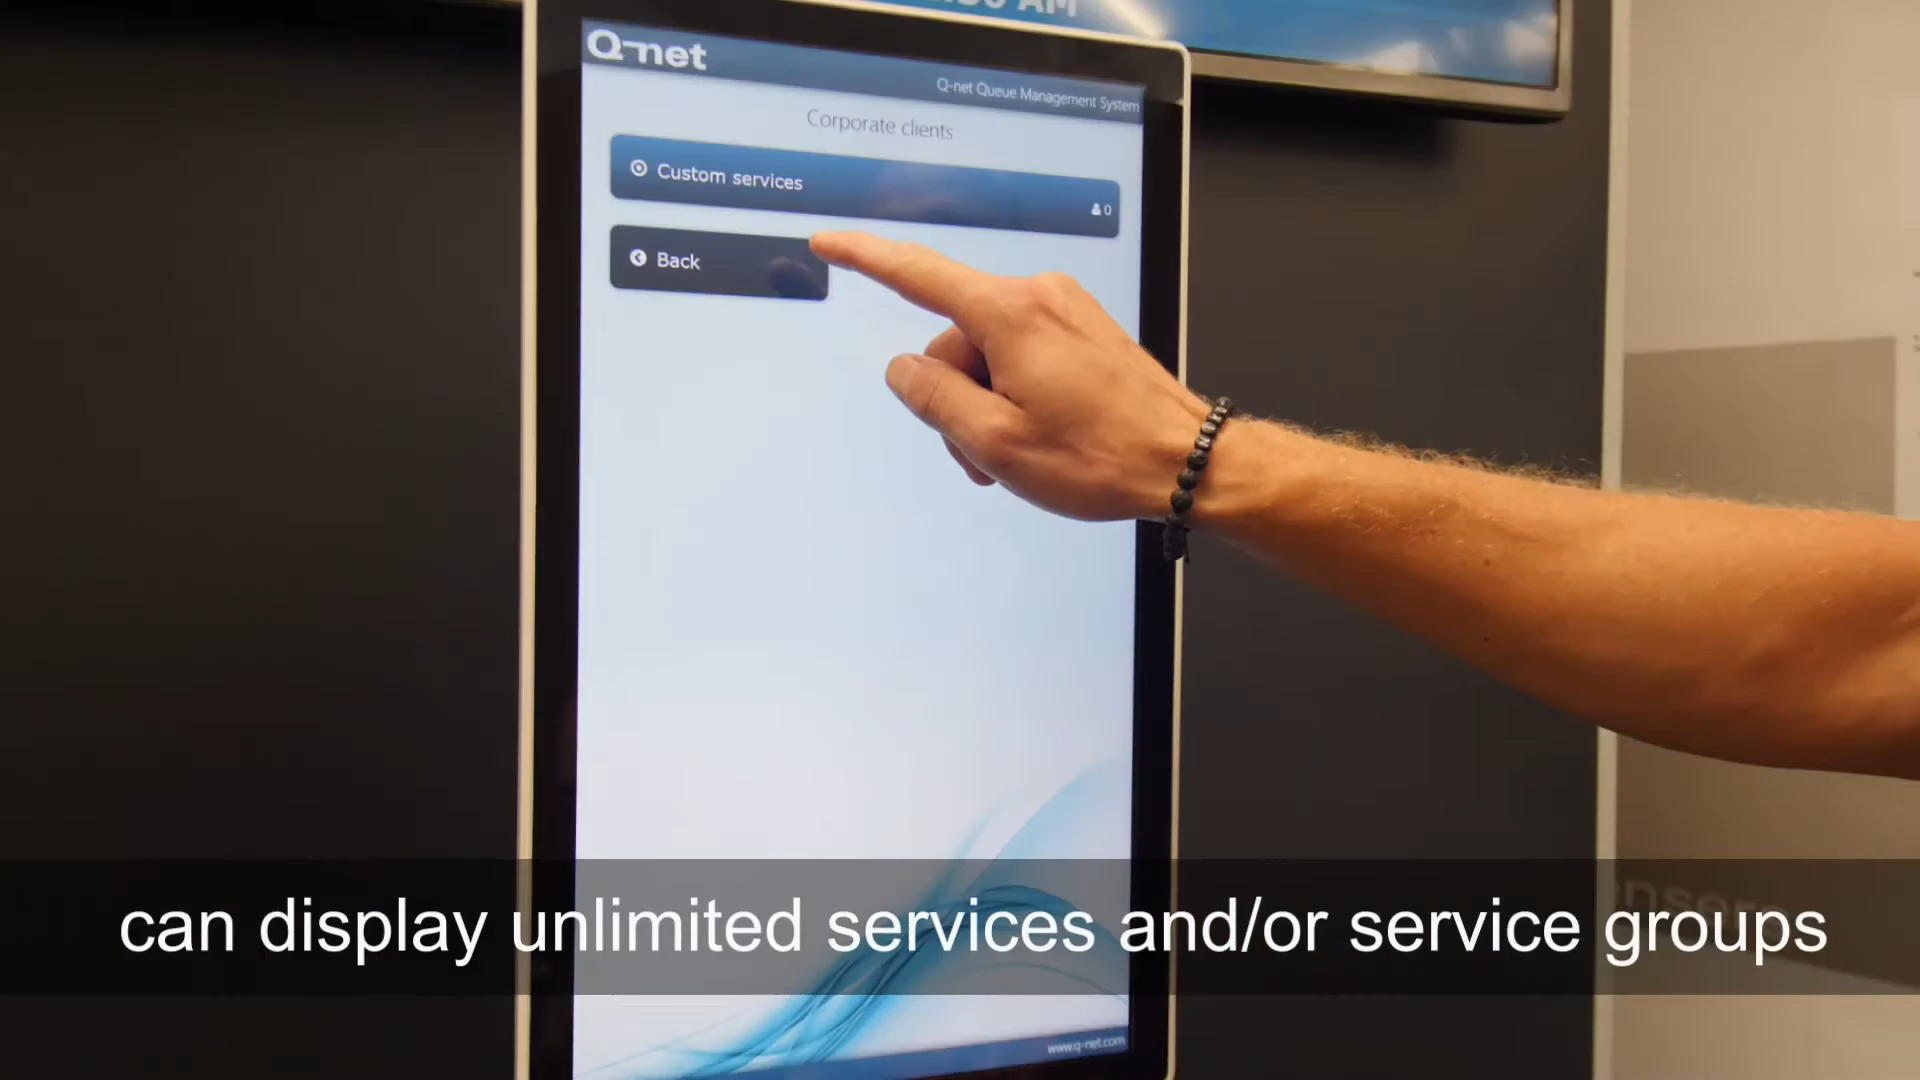 AM
Q-net
Q-net Queue Management System
Corporate clients
Custom services
0
Back
can display unlimited services and/or service groups
www.q-net.com